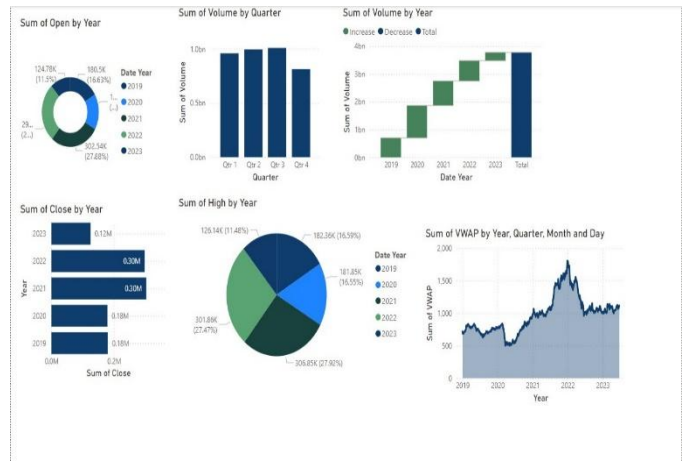 Sum of Open by Year
124.78K
(11.5%)
180.5K
(16.63%)
1...
(...)
302.54K
(27.88%)
29...
(2...)
Date Year
2019
2020
2021
2022
2023
Sum of Volume by Quarter
Sum of Volume
1.0bn
0.5bn
0.0bn
Qtr 1 Qtr 2 Qtr 3 Qtr 4
Quarter
Sum of Volume by Year
Increase Decrease Total
Sum of Volume
4bn
3bn
2bn
1bn
0bn
2019 2020 2021 2022 2023 Total
Date Year
Sum of Close by Year
Year
2023 0.12M
2022 0.30M
2021 0.30M
2020 0.18M
2019 0.18M
0.0M 0.2M
Sum of Close
Sum of High by Year
126.14K (11.48%)
182.36K (16.59%)
181.85K
(16.55%)
306.85K (27.92%)
301.86K
(27.47%)
Date Year
2019
2020
2021
2022
2023
Sum of VWAP by Year, Quarter, Month and Day
Sum of VWAP
2,000
1,500
1,000
500
0
2019 2020 2021 2022 2023
Year